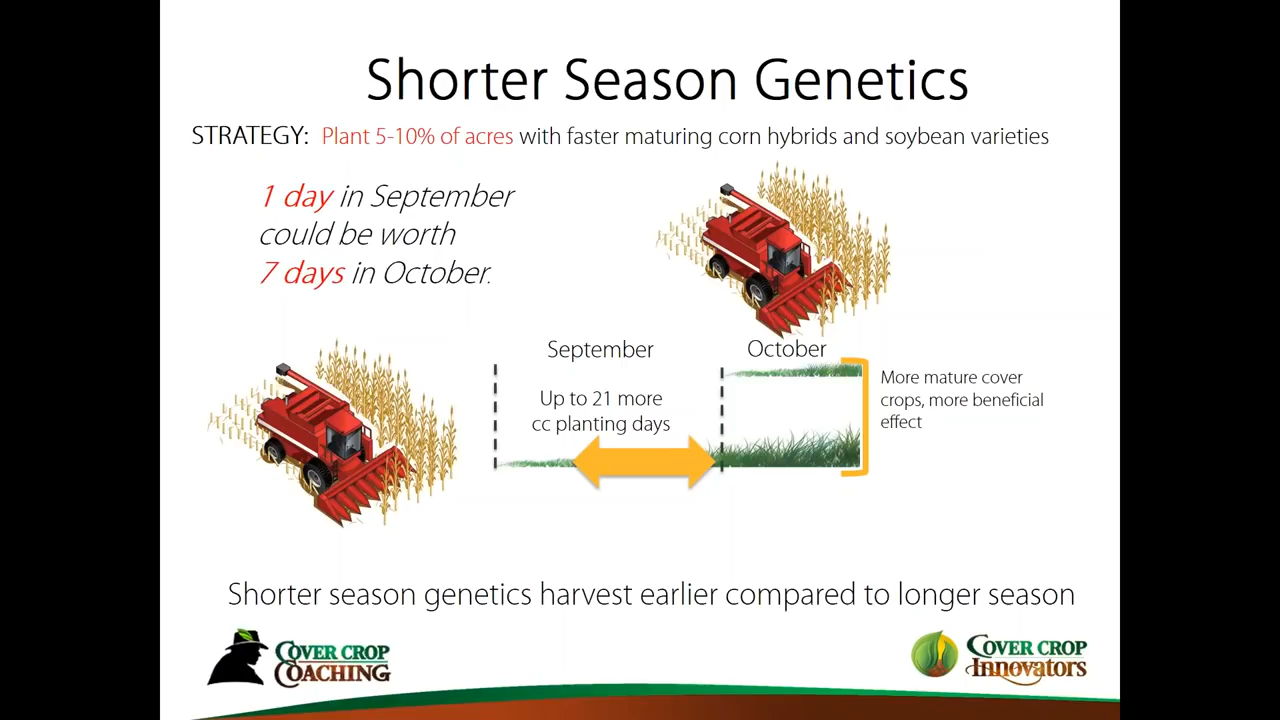 Shorter Season Genetics
STRATEGY: Plant 5-10% of acres with faster maturing corn hybrids and soybean varieties
1 day in September
could be worth
7 days in October.
September
October
Up to 21 more
cc planting days
More mature cover
crops, more beneficial
effect
Shorter season genetics harvest earlier compared to longer season
COVER CROP
COACHING
COVER CROP
Innovators